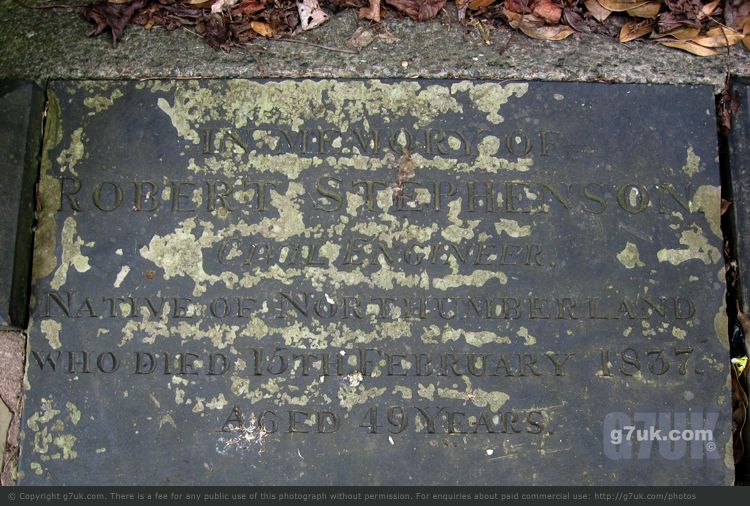 IN MEMORY OF
ROBERT STEPHENSON
CIVIL ENGINEER.
NATIVE OF NORTHUMBERLAND
WHO DIED 15TH FEBRUARY 1837.
AGED 49 YEARS.
G7UK
g7uk.com
©
© Copyright g7uk.com. There is a fee for any public use of this photograph without permission. For enquiries about paid commercial use: http://g7uk.com/photos